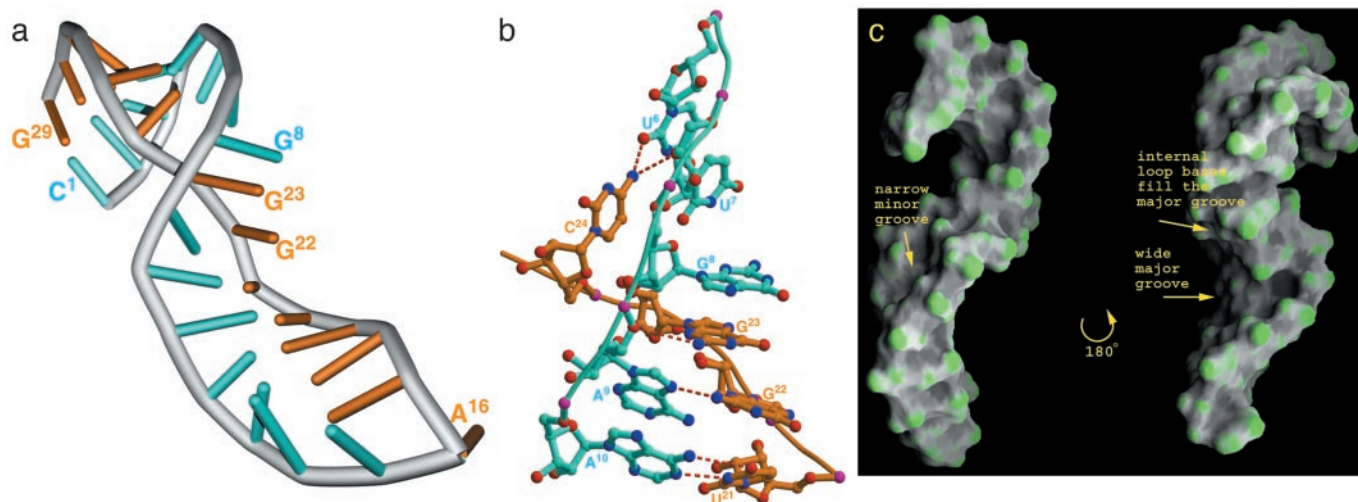 a
G²⁹
C¹
G⁸
G²³
G²²
A¹⁶
b
U⁶
U⁷
C²⁴
G⁸
G²³
A⁹
G²²
A¹⁰
U²¹
c
narrow
minor
groove
internal
loop bases
fill the
major groove
wide
major
groove
180°